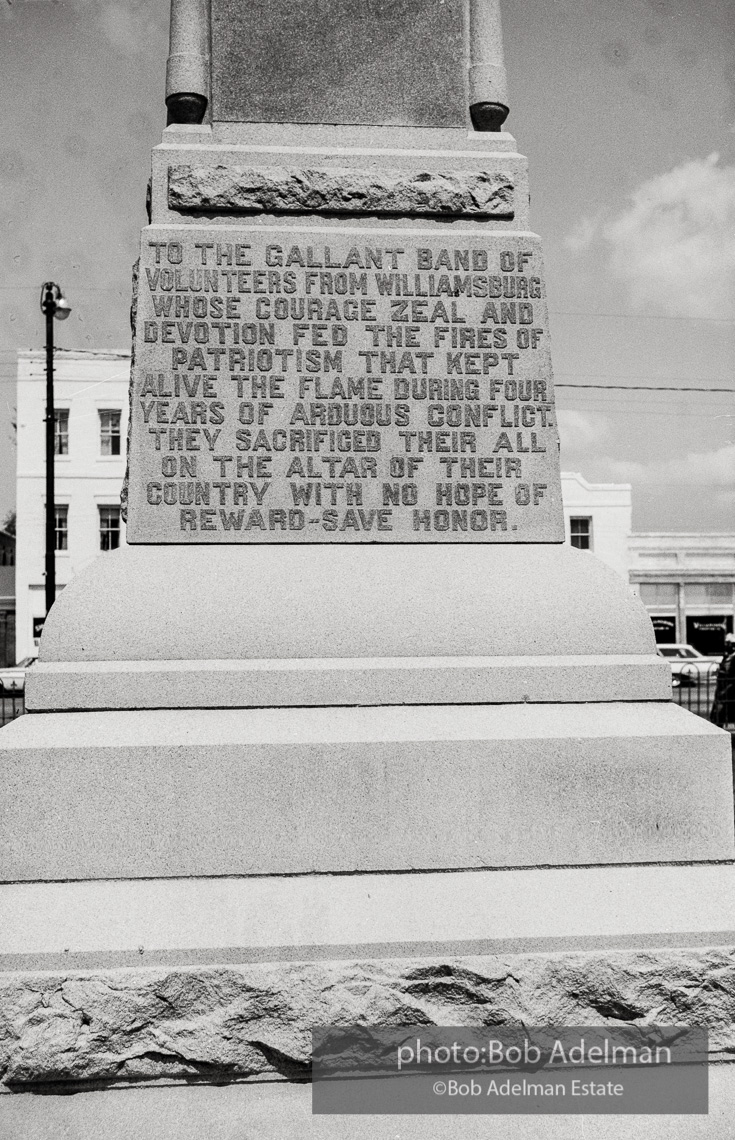 TO THE GALLANT BAND OF
VOLUNTEERS FROM WILLIAMSBURG
WHOSE COURAGE ZEAL AND
DEVOTION FED THE FIRES OF
PATRIOTISM THAT KEPT
ALIVE THE FLAME DURING FOUR
YEARS OF ARDUOUS CONFLICT.
THEY SACRIFICED THEIR ALL
ON THE ALTAR OF THEIR
COUNTRY WITH NO HOPE OF
REWARD-SAVE HONOR.
photo:Bob Adelman
©Bob Adelman Estate